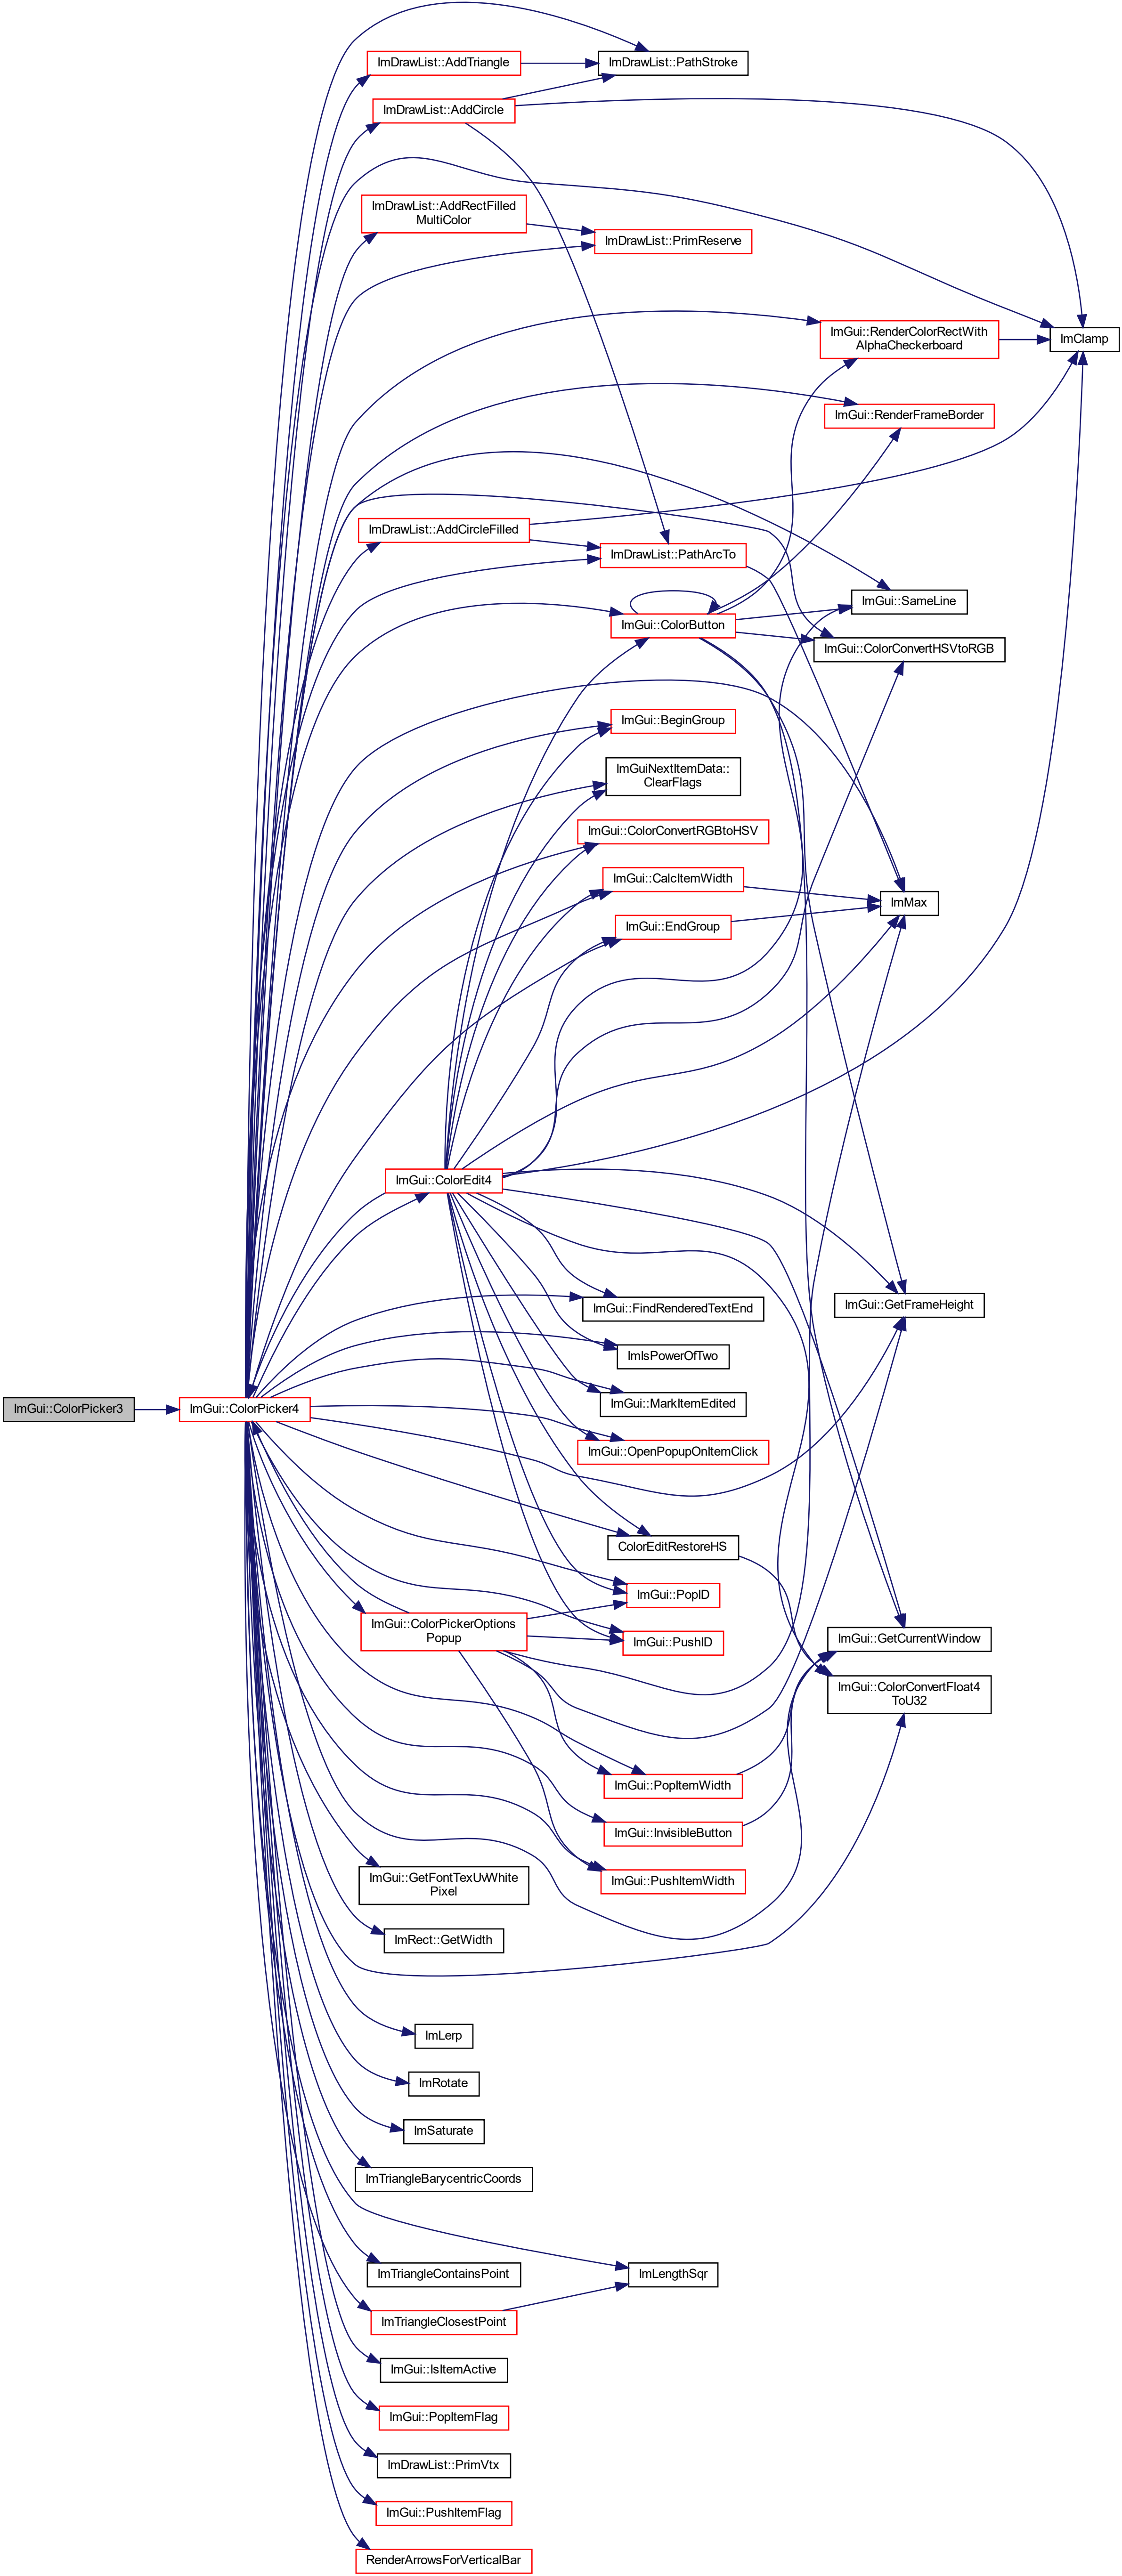 ImDrawList::AddTriangle
ImDrawList::PathStroke
ImDrawList::AddCircle
ImDrawList::AddRectFilled
MultiColor
ImDrawList::PrimReserve
ImGui::RenderColorRectWith
AlphaCheckerboard
ImClamp
ImGui::RenderFrameBorder
ImDrawList::AddCircleFilled
ImDrawList::PathArcTo
ImGui::SameLine
ImGui::ColorButton
ImGui::ColorConvertHSVtoRGB
ImGui::BeginGroup
ImGuiNextItemData::
ClearFlags
ImGui::ColorConvertRGBtoHSV
ImGui::CalcItemWidth
ImMax
ImGui::EndGroup
ImGui::ColorEdit4
ImGui::FindRenderedTextEnd
ImGui::GetFrameHeight
ImIsPowerOfTwo
ImGui::ColorPicker3
ImGui::ColorPicker4
ImGui::MarkItemEdited
ImGui::OpenPopupOnItemClick
ColorEditRestoreHS
ImGui::PopID
ImGui::ColorPickerOptions
Popup
ImGui::PushID
ImGui::GetCurrentWindow
ImGui::ColorConvertFloat4
ToU32
ImGui::PopItemWidth
ImGui::InvisibleButton
ImGui::GetFontTexUvWhite
Pixel
ImGui::PushItemWidth
ImRect::GetWidth
ImLerp
ImRotate
ImSaturate
ImTriangleBarycentricCoords
ImTriangleContainsPoint
ImLengthSqr
ImTriangleClosestPoint
ImGui::IsItemActive
ImGui::PopItemFlag
ImDrawList::PrimVtx
ImGui::PushItemFlag
RenderArrowsForVerticalBar